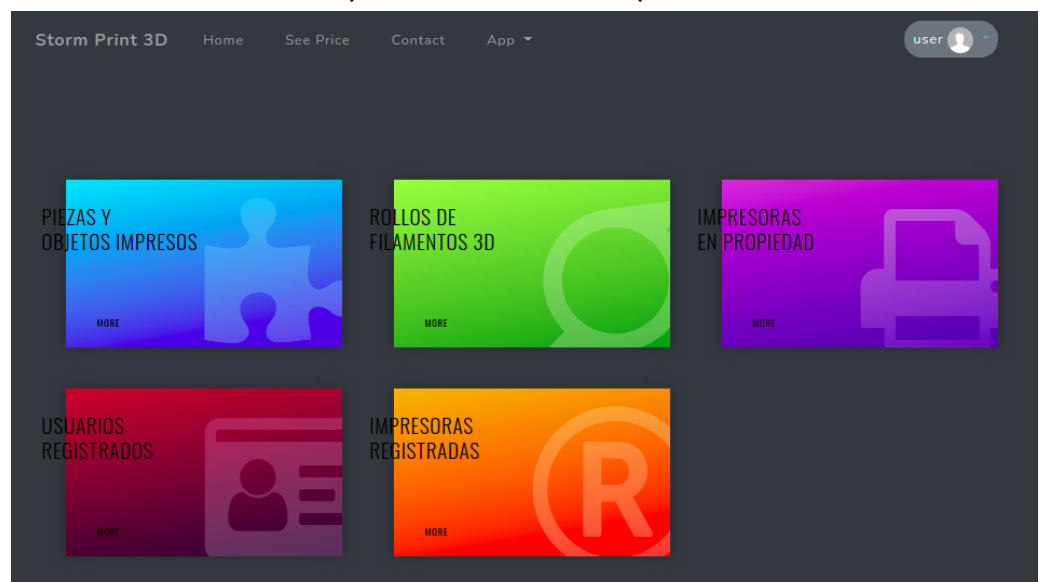 Storm Print 3D Home See Price Contact App user
PIEZAS Y
OBJETOS IMPRESOS
MORE
ROLLOS DE
FILAMENTOS 3D
MORE
IMPRESORAS
EN PROPIEDAD
MORE
USUARIOS
REGISTRADOS
MORE
IMPRESORAS
REGISTRADAS
MORE
R